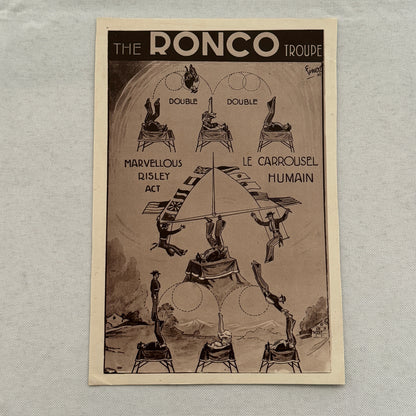 THE RONCO TROUPE
DOUBLE DOUBLE
MARVELLOUS
RISLEY
ACT
LE CARROUSEL
HUMAIN